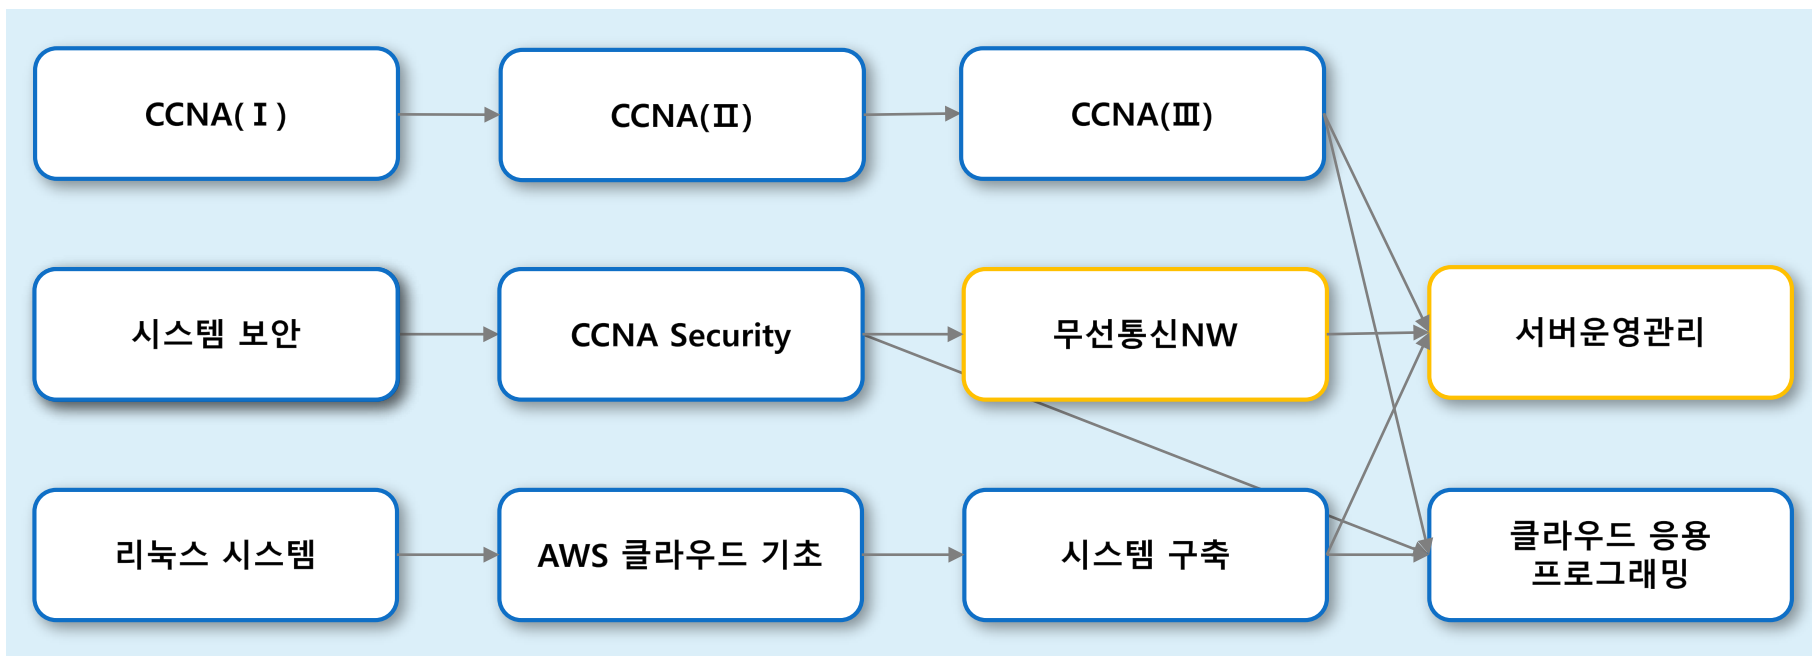 CCNA(Ⅰ)
CCNA(Ⅱ)
CCNA(Ⅲ)
시스템 보안
CCNA Security
무선통신NW
서버운영관리
리눅스 시스템
AWS 클라우드 기초
시스템 구축
클라우드 응용
프로그래밍